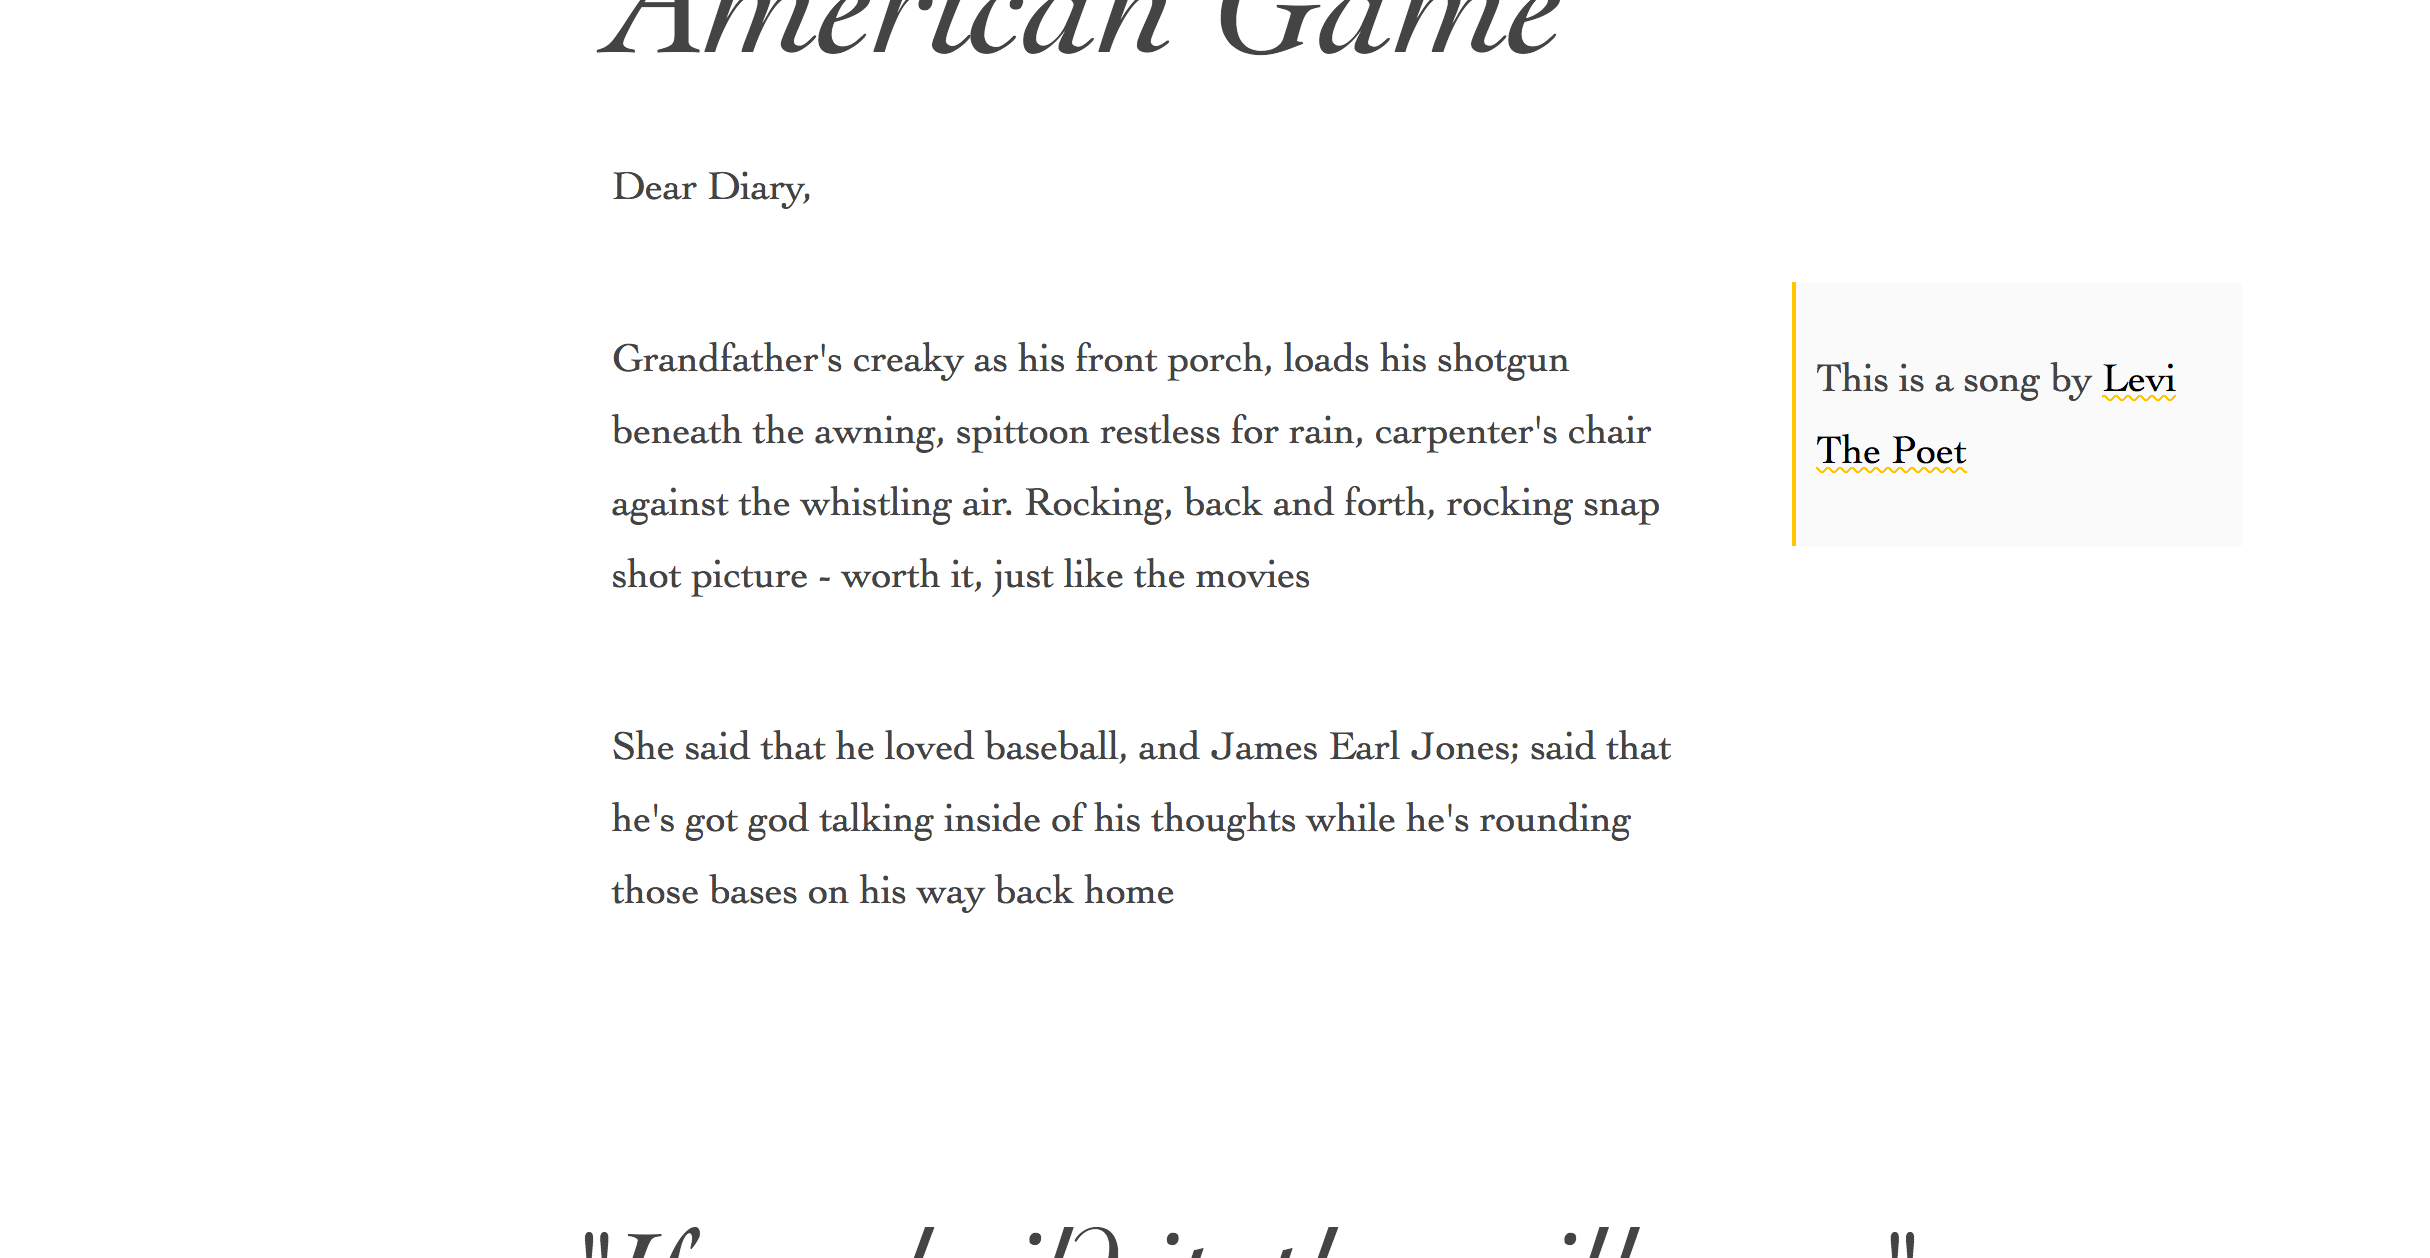 American Game
Dear Diary,
Grandfather's creaky as his front porch, loads his shotgun
beneath the awning, spittoon restless for rain, carpenter's chair
against the whistling air. Rocking, back and forth, rocking snap
shot picture - worth it, just like the movies
This is a song by Levi
The Poet
She said that he loved baseball, and James Earl Jones; said that
he's got god talking inside of his thoughts while he's rounding
those bases on his way back home
"If